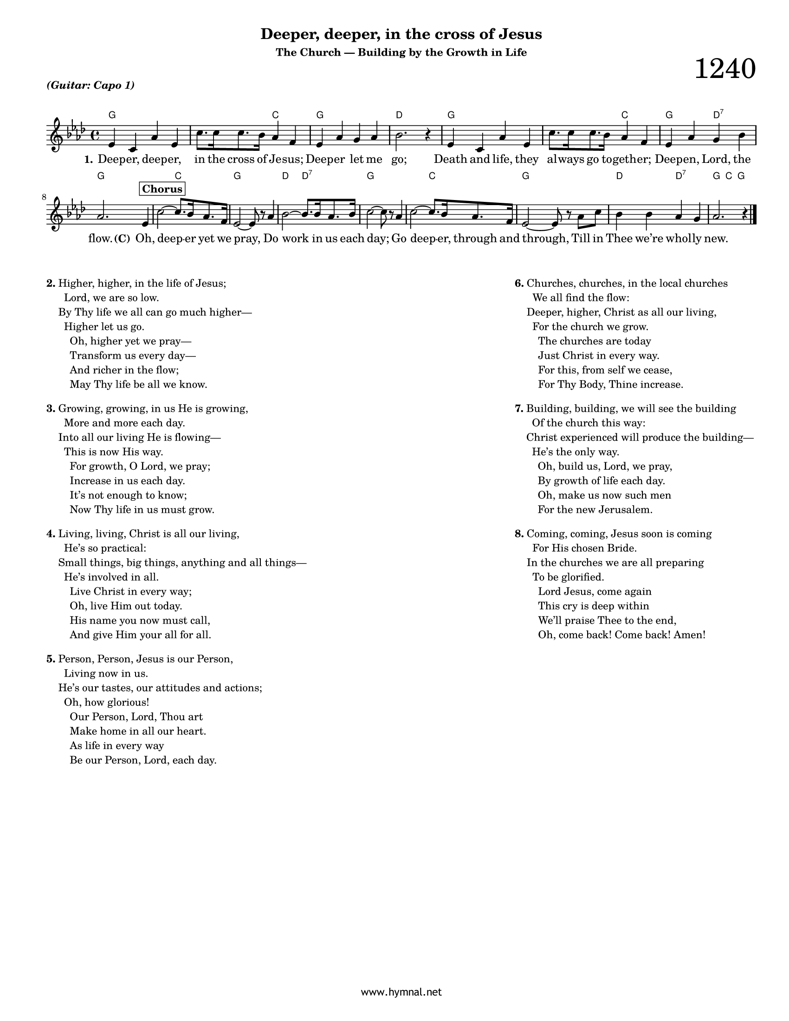 Deeper, deeper, in the cross of Jesus
The Church — Building by the Growth in Life
1240
(Guitar: Capo 1)
G C G D G C G D7
1. Deeper, deeper, in the cross of Jesus; Deeper let me go; Death and life, they always go together; Deepen, Lord, the
G C G D D7 G C G D D7 G C G
Chorus
8
flow. (C) Oh, deep-er yet we pray, Do work in us each day; Go deep-er, through and through, Till in Thee we're wholly new.
2. Higher, higher, in the life of Jesus;
Lord, we are so low.
By Thy life we all can go much higher—
Higher let us go.
Oh, higher yet we pray—
Transform us every day—
And richer in the flow;
May Thy life be all we know.
3. Growing, growing, in us He is growing,
More and more each day.
Into all our living He is flowing—
This is now His way.
For growth, O Lord, we pray;
Increase in us each day.
It's not enough to know;
Now Thy life in us must grow.
4. Living, living, Christ is all our living,
He's so practical:
Small things, big things, anything and all things—
He's involved in all.
Live Christ in every way;
Oh, live Him out today.
His name you now must call,
And give Him your all for all.
5. Person, Person, Jesus is our Person,
Living now in us.
He's our tastes, our attitudes and actions;
Oh, how glorious!
Our Person, Lord, Thou art
Make home in all our heart.
As life in every way
Be our Person, Lord, each day.
6. Churches, churches, in the local churches
We all find the flow:
Deeper, higher, Christ as all our living,
For the church we grow.
The churches are today
Just Christ in every way.
For this, from self we cease,
For Thy Body, Thine increase.
7. Building, building, we will see the building
Of the church this way:
Christ experienced will produce the building—
He's the only way.
Oh, build us, Lord, we pray,
By growth of life each day.
Oh, make us now such men
For the new Jerusalem.
8. Coming, coming, Jesus soon is coming
For His chosen Bride.
In the churches we are all preparing
To be glorified.
Lord Jesus, come again
This cry is deep within
We'll praise Thee to the end,
Oh, come back! Come back! Amen!
www.hymnal.net